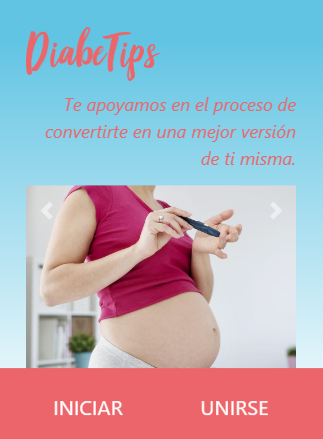 DiabeTips
Te apoyamos en el proceso de
convertirte en una mejor versión
de ti misma.
INICIAR UNIRSE